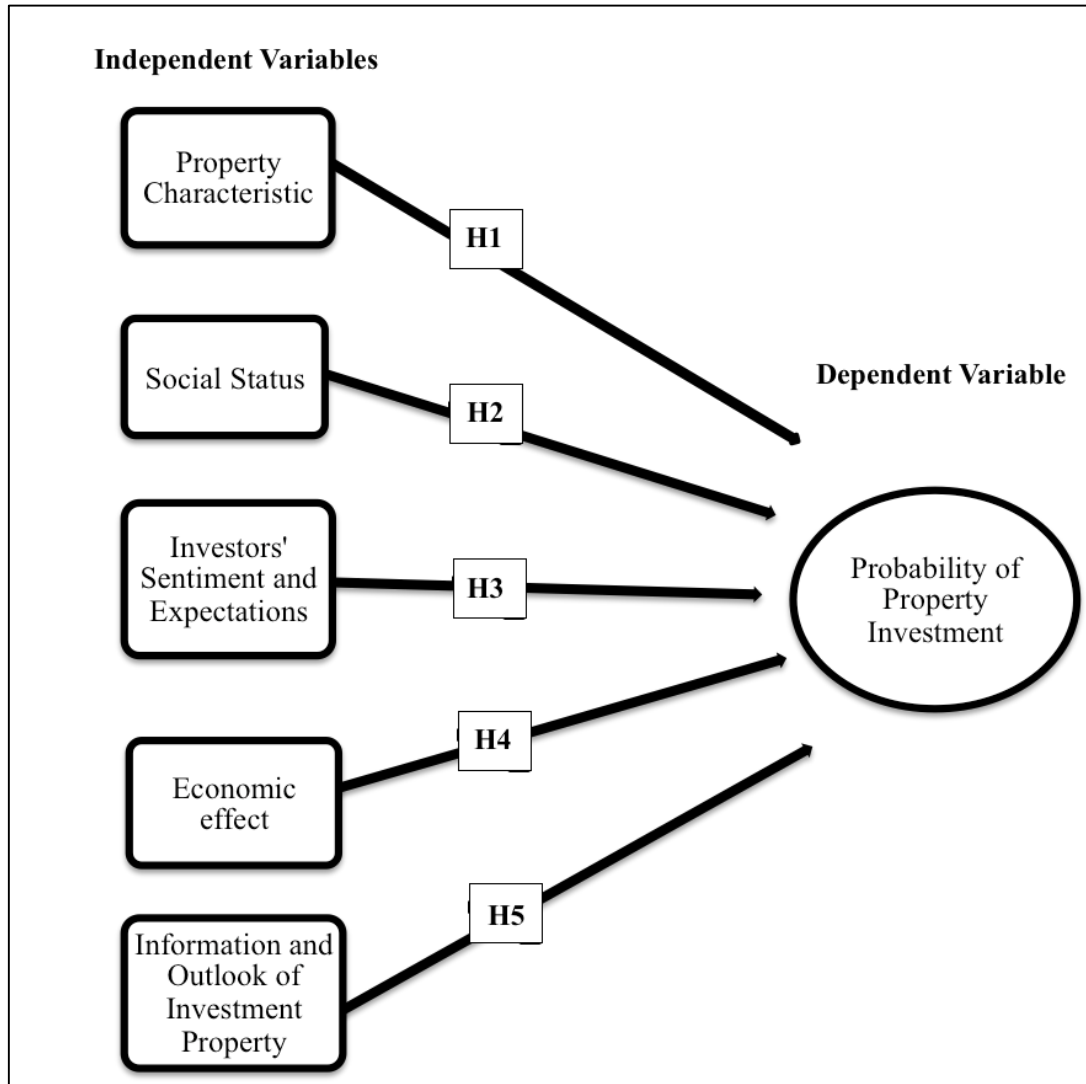 Independent Variables
Property
Characteristic
H1
Social Status
H2
Dependent Variable
Investors'
Sentiment and
Expectations
H3
Probability of
Property
Investment
Economic
effect
H4
Information and
Outlook of
Investment
Property
H5